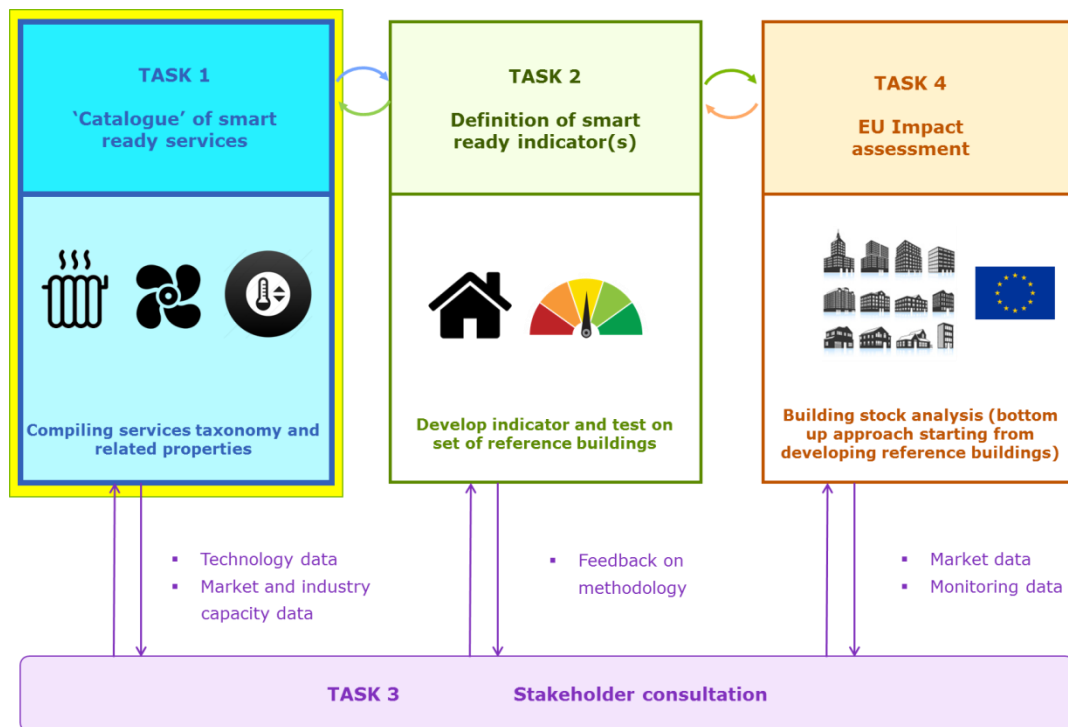 TASK 1
‘Catalogue’ of smart
ready services
Compiling services taxonomy and
related properties
TASK 2
Definition of smart
ready indicator(s)
Develop indicator and test on
set of reference buildings
TASK 4
EU Impact
assessment
Building stock analysis (bottom
up approach starting from
developing reference buildings)
▪ Technology data
▪ Market and industry
capacity data
▪ Feedback on
methodology
▪ Market data
▪ Monitoring data
TASK 3 Stakeholder consultation